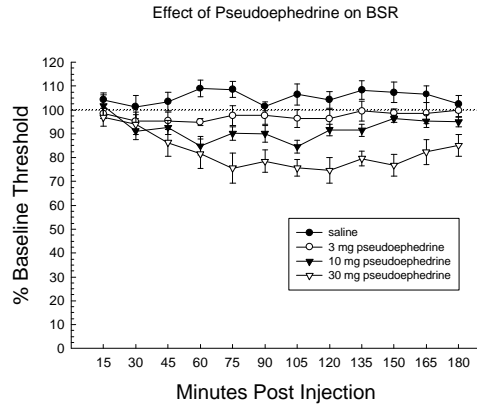 Effect of Pseudoephedrine on BSR
% Baseline Threshold
120
110
100
90
80
70
60
50
40
30
20
10
0
saline
3 mg pseudoephedrine
10 mg pseudoephedrine
30 mg pseudoephedrine
15 30 45 60 75 90 105 120 135 150 165 180
Minutes Post Injection